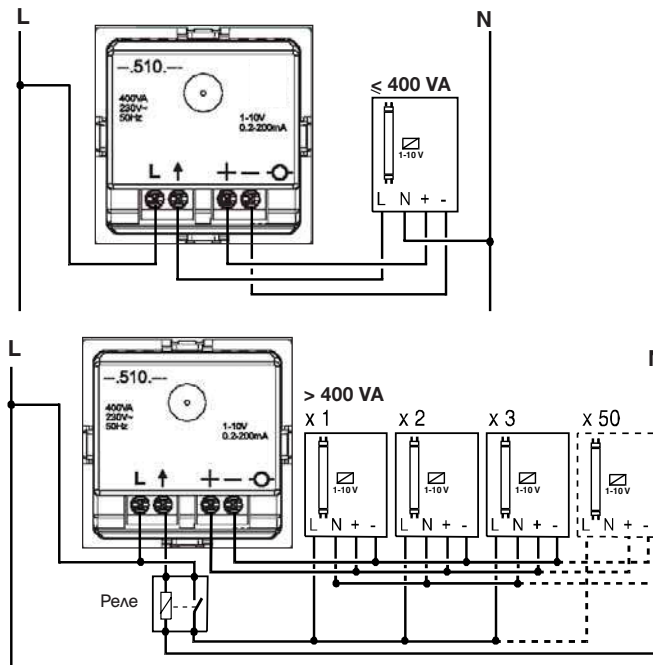 L N
—.510.—
400VA
230V~
50Hz
1-10V
0.2-200mA
L ↑ + −
≤ 400 VA
1-10 V
L N + -
L N
—.510.—
400VA
230V~
50Hz
1-10V
0.2-200mA
L ↑ + −
> 400 VA
x 1 x 2 x 3 x 50
1-10 V 1-10 V 1-10 V 1-10 V
L N + - L N + - L N + - L N + -
Реле